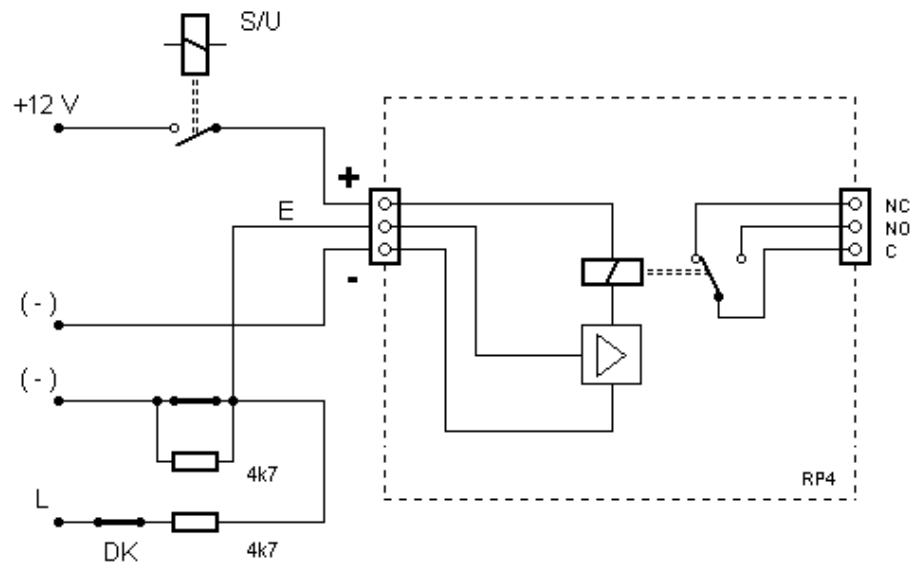 S/U
+12 V
+
E
-
NC
NO
C
(-)
(-)
4k7
RP4
L
DK
4k7